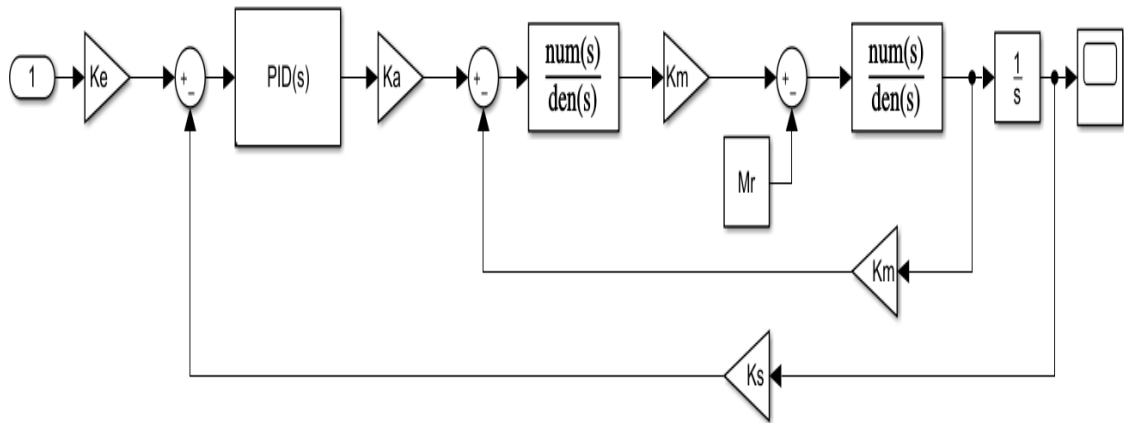 1
Ke
+
−
PID(s)
Ka
+
−
num(s)
den(s)
Km
+
−
num(s)
den(s)
1
s
Mr
Km
Ks